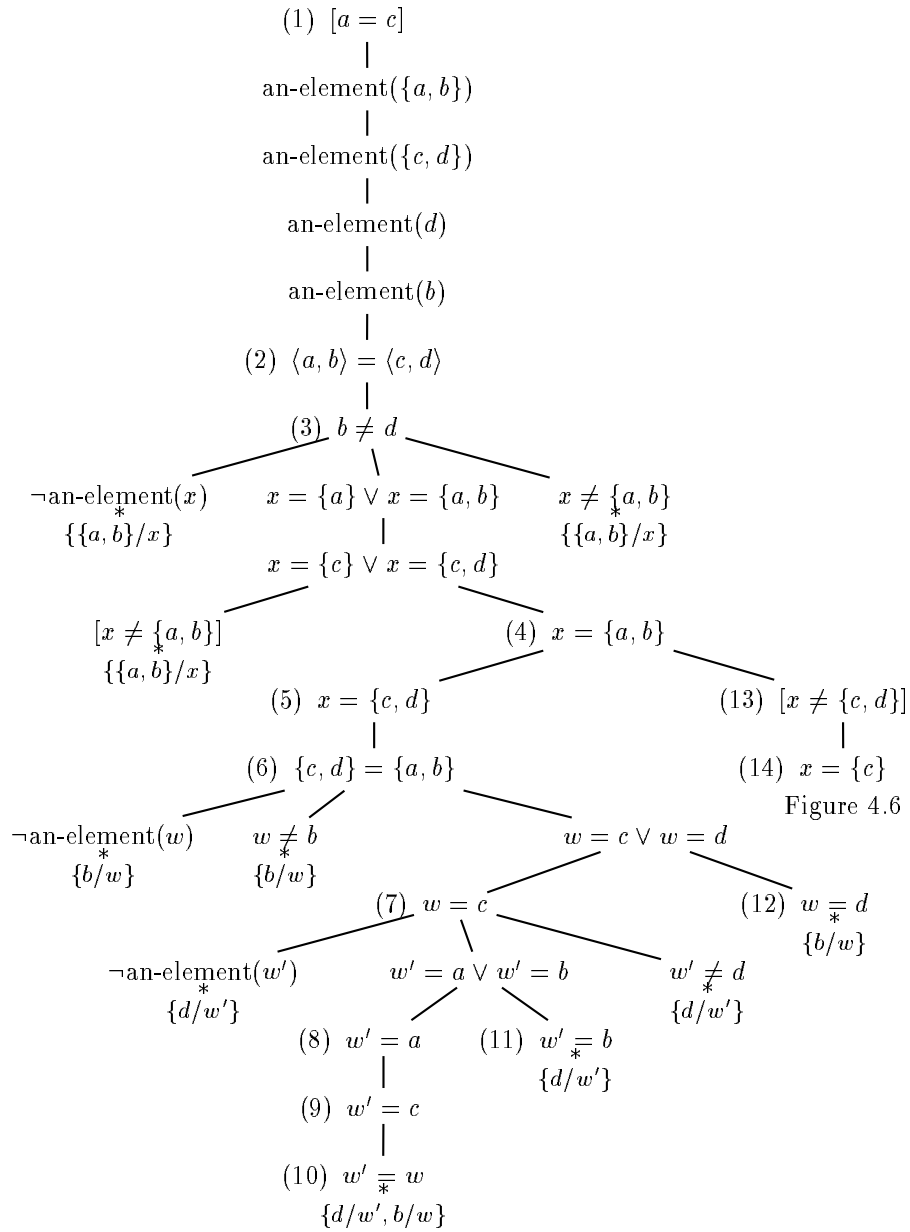 (1) [a = c]
an-element({a, b})
an-element({c, d})
an-element(d)
an-element(b)
(2) ⟨a, b⟩ = ⟨c, d⟩
(3) b ≠ d
¬an-element(x) x = {a} ∨ x = {a, b} x ≠ {a, b}
* *
{{a, b}/x} {{a, b}/x}
x = {c} ∨ x = {c, d}
[x ≠ {a, b}] (4) x = {a, b}
*
{{a, b}/x}
(5) x = {c, d} (13) [x ≠ {c, d}]
(6) {c, d} = {a, b} (14) x = {c}
Figure 4.6
¬an-element(w) w ≠ b w = c ∨ w = d
* *
{b/w} {b/w}
(7) w = c (12) w = d
*
{b/w}
¬an-element(w′) w′ = a ∨ w′ = b w′ ≠ d
* *
{d/w′} {d/w′}
(8) w′ = a (11) w′ = b
*
{d/w′}
(9) w′ = c
(10) w′ = w
*
{d/w′, b/w}